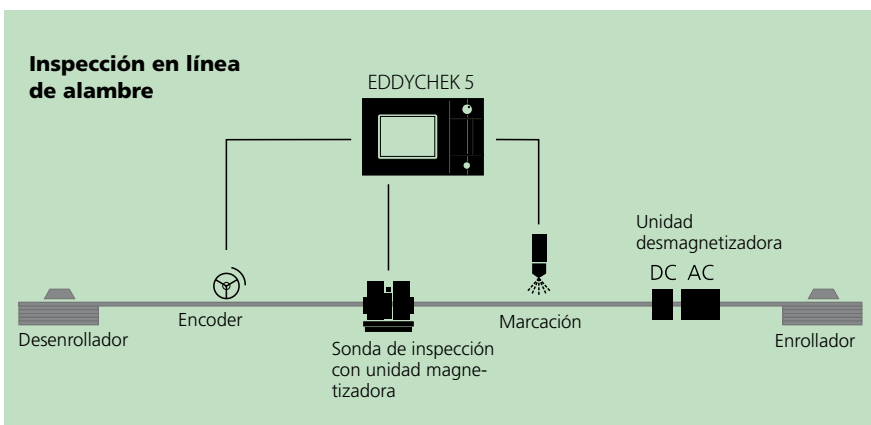 Inspección en línea
de alambre
EDDYCHEK 5
Unidad
desmagnetizadora
DC AC
Desenrollador
Encoder
Sonda de inspección
con unidad magne-
tizadora
Marcación
Enrollador